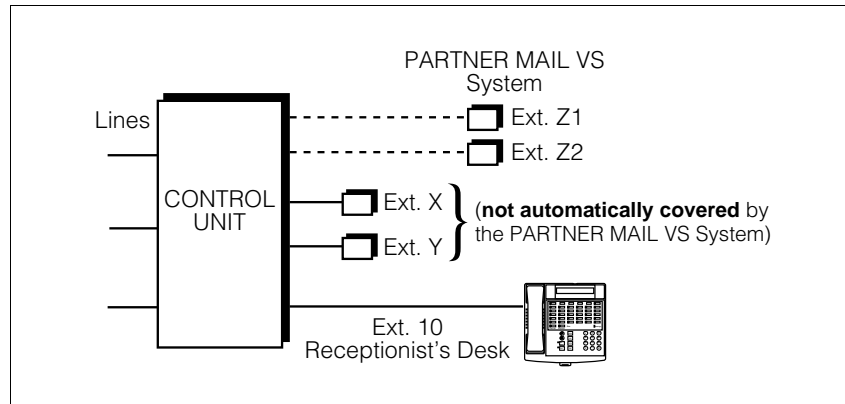 PARTNER MAIL VS
System
Lines
Ext. Z1
Ext. Z2
CONTROL
UNIT
Ext. X
Ext. Y
(not automatically covered by
the PARTNER MAIL VS System)
Ext. 10
Receptionist's Desk